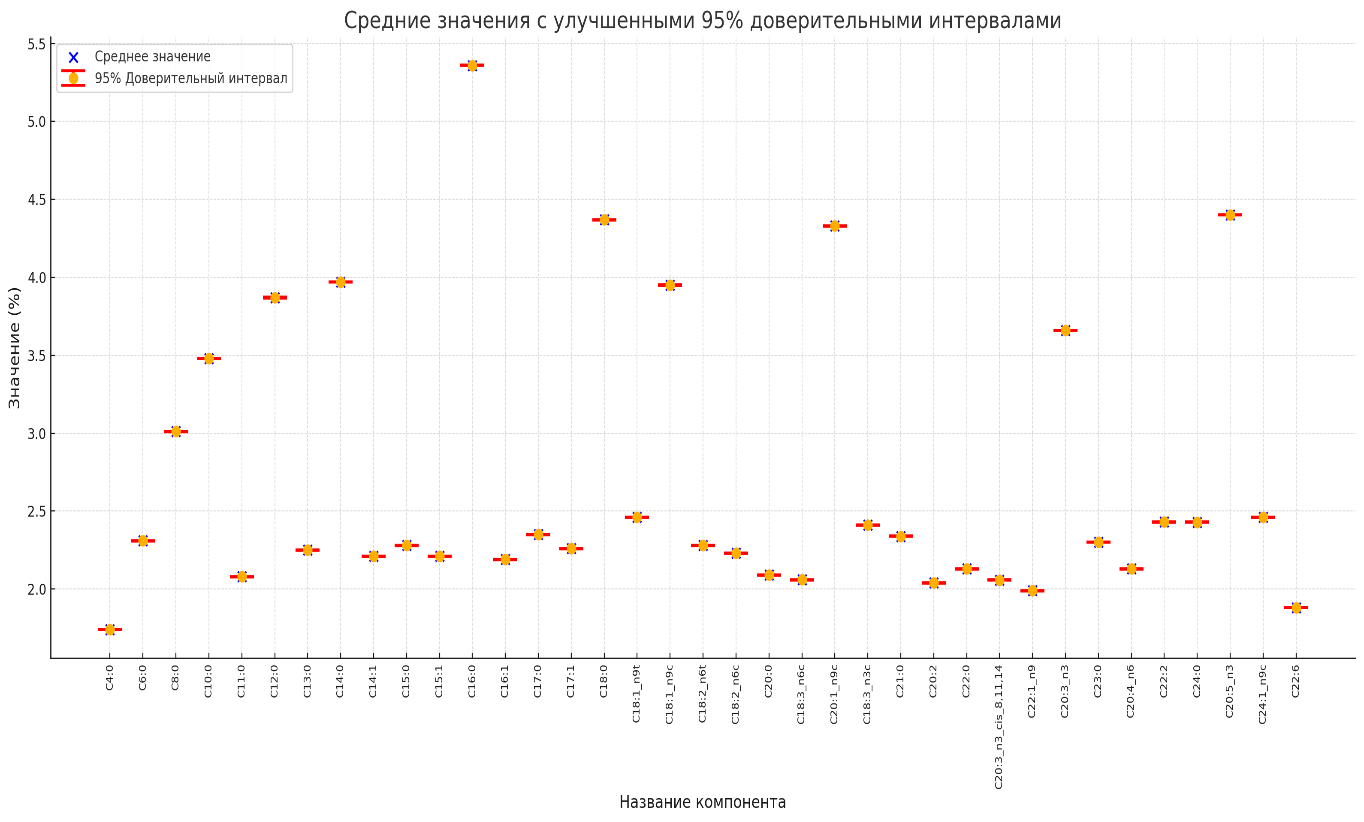 Средние значения с улучшенными 95% доверительными интервалами
Среднее значение
95% Доверительный интервал
Значение (%)
5.5
5.0
4.5
4.0
3.5
3.0
2.5
2.0
C4:0
C6:0
C8:0
C10:0
C11:0
C12:0
C13:0
C14:0
C14:1
C15:0
C15:1
C16:0
C16:1
C17:0
C17:1
C18:0
C18:1_n9t
C18:1_n9c
C18:2_n6t
C18:2_n6c
C20:0
C18:3_n6c
C20:1_n9c
C18:3_n3c
C21:0
C20:2
C22:0
C20:3_n3_cis_8.11.14
C22:1_n9
C20:3_n3
C23:0
C20:4_n6
C22:2
C24:0
C20:5_n3
C24:1_n9c
C22:6
Название компонента